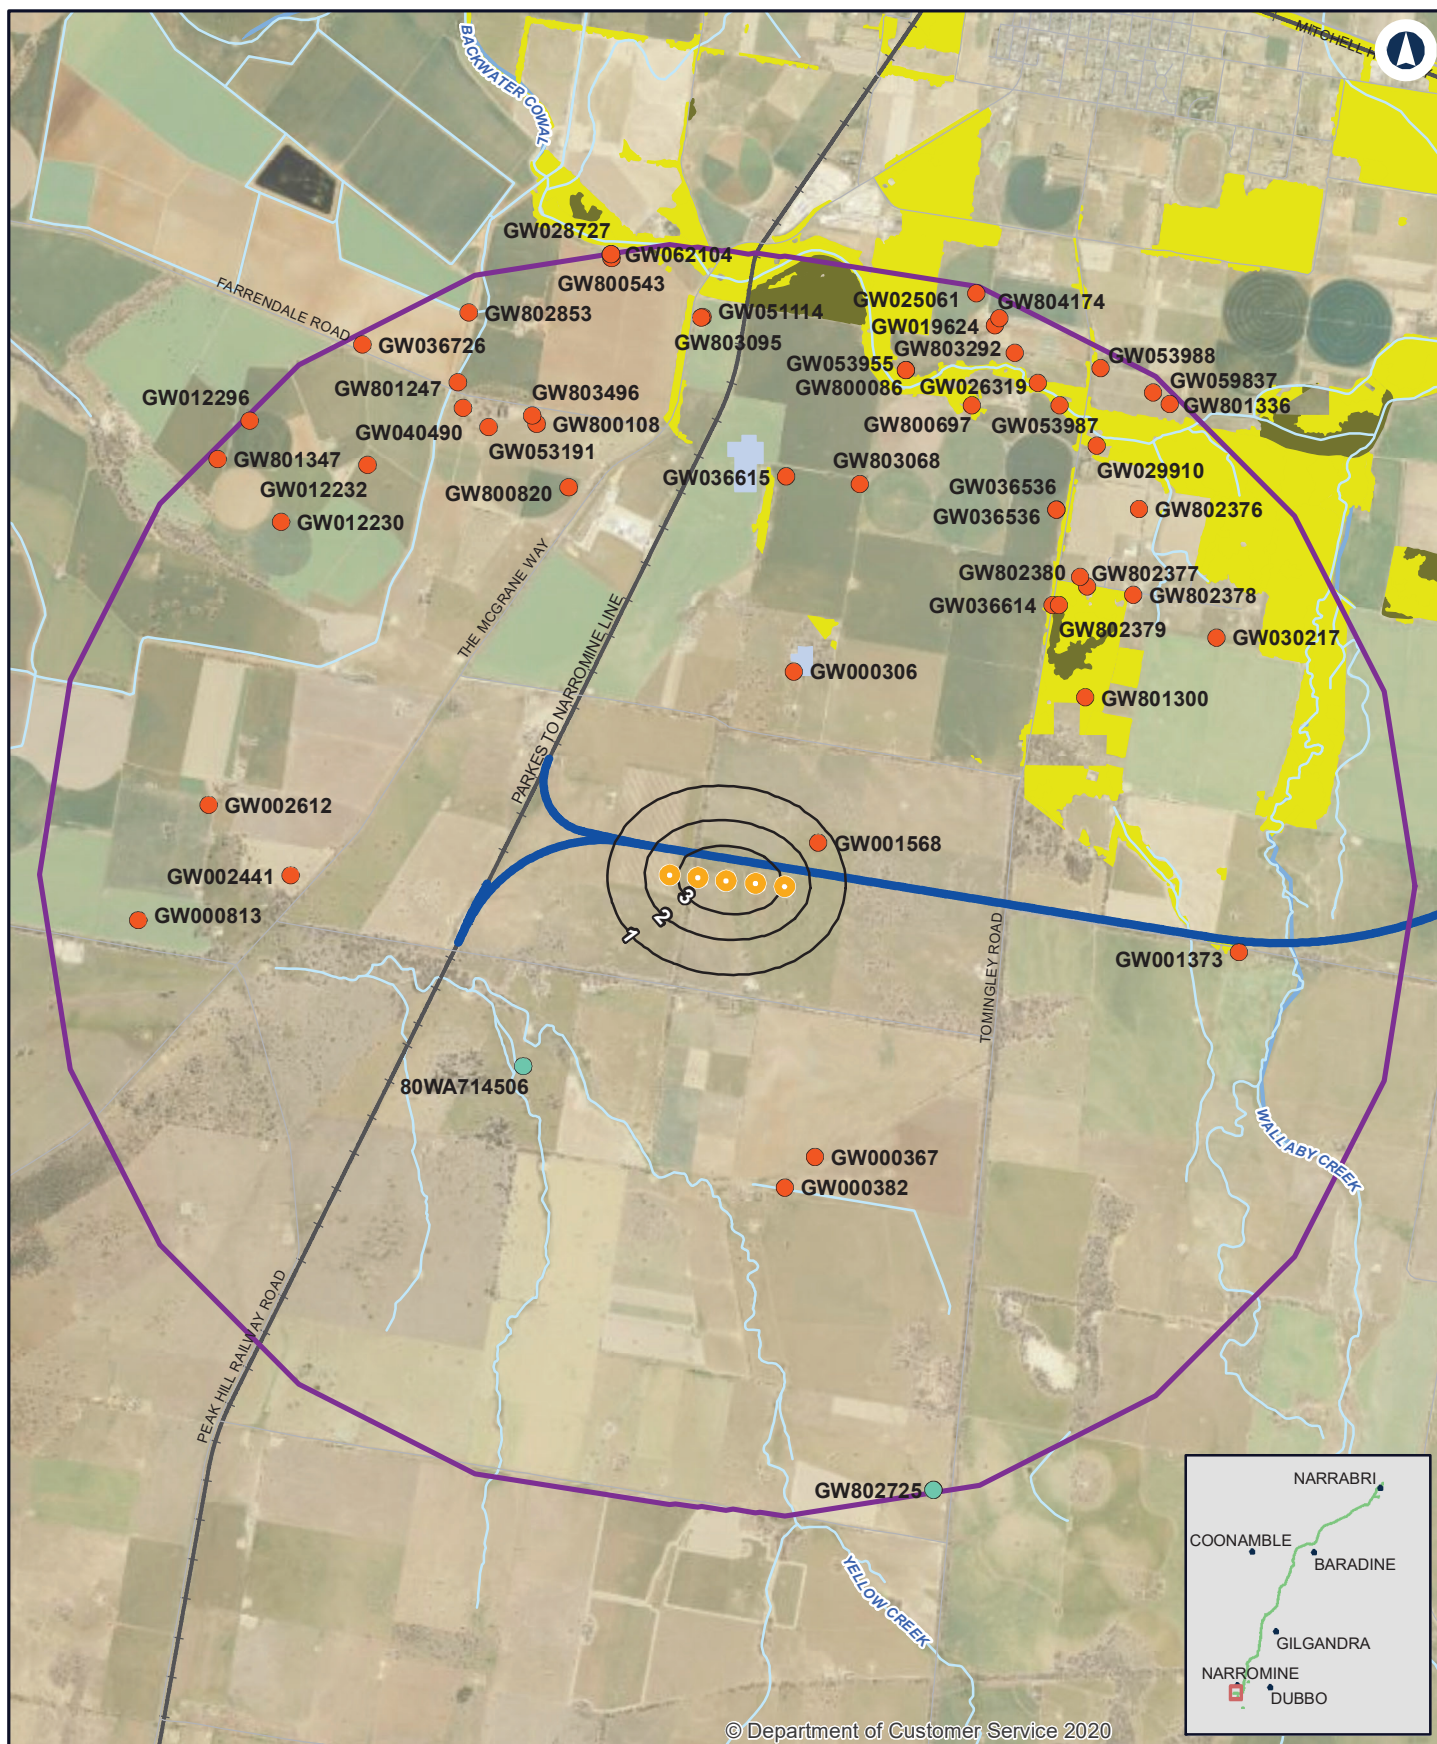 MITCHELL H
BACKWATER COWAL
GW028727
GW062104
GW800543
FARRENDALE ROAD
GW802853
GW025061
GW804174
GW051114
GW019624
GW803095
GW036726
GW803292
GW053988
GW053955
GW801247
GW800086
GW026319
GW059837
GW012296
GW803496
GW801336
GW040490
GW800108
GW800697
GW053987
GW053191
GW029910
GW801347
GW803068
GW012232
GW036615
GW800820
GW036536
GW036536
GW802376
GW012230
THE MCGRANE WAY
GW802380
GW802377
GW802378
GW036614
GW802379
GW030217
GW000306
GW801300
PARKES TO NARROMINE LINE
GW002612
GW001568
GW002441
GW000813
3
2
1
TOMINGLEY ROAD
GW001373
80WA714506
WALLABY CREEK
GW000367
GW000382
PEAK HILL RAILWAY ROAD
GW802725
YELLOW CREEK
NARRABRI
COONAMBLE
BARADINE
GILGANDRA
NARROMINE
DUBBO
© Department of Customer Service 2020